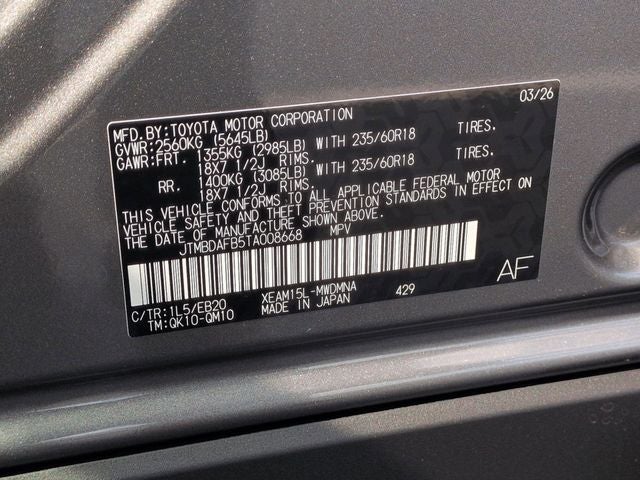 MFD.BY:TOYOTA MOTOR CORPORATION 03/26
GVWR:2560KG (5645LB)
GAWR:FRT. 1355KG (2985LB) WITH 235/60R18 TIRES.
18X7 1/2J RIMS.
RR. 1400KG (3085LB) WITH 235/60R18 TIRES.
18X7 1/2J RIMS.
THIS VEHICLE CONFORMS TO ALL APPLICABLE FEDERAL MOTOR
VEHICLE SAFETY AND THEFT PREVENTION STANDARDS IN EFFECT ON
THE DATE OF MANUFACTURE SHOWN ABOVE.
JTMBDAFB5TA008668 MPV
AF
C/TR:1L5/EB20 XEAM15L-MWDMNA 429
TM:QK10-QM10 MADE IN JAPAN